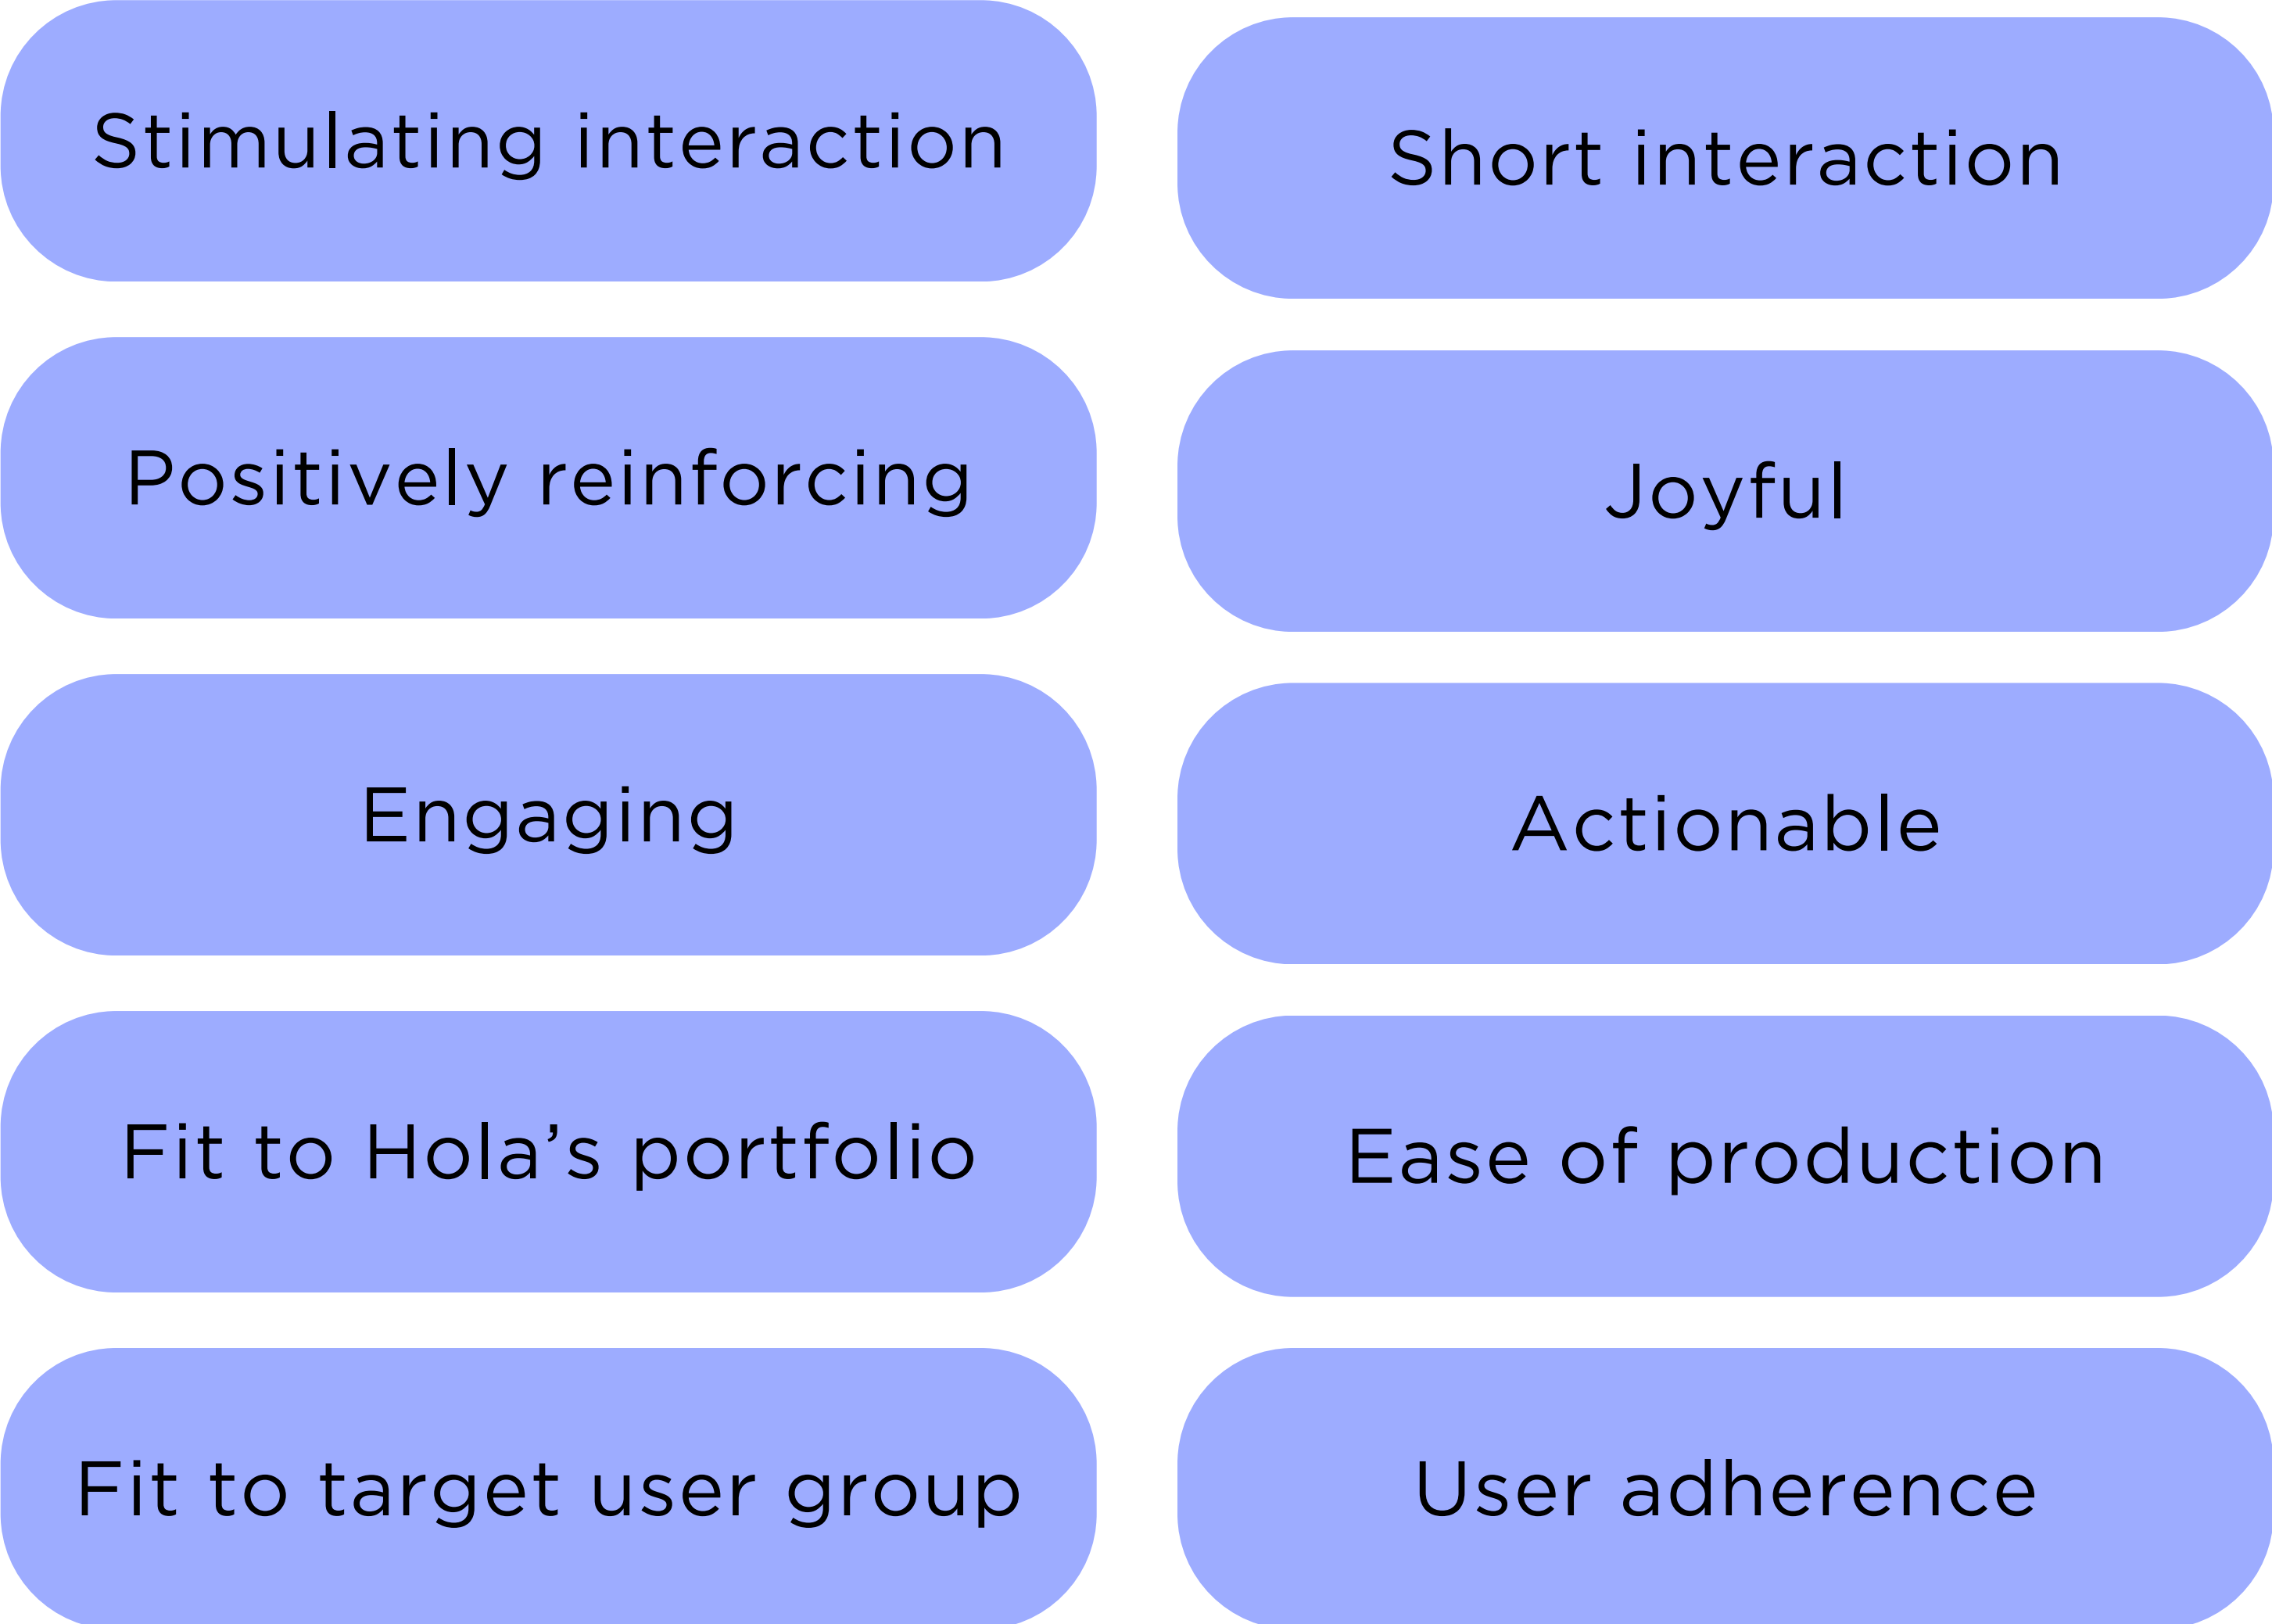 Stimulating interaction
Short interaction
Positively reinforcing
Joyful
Engaging
Actionable
Fit to Hola’s portfolio
Ease of production
Fit to target user group
User adherence